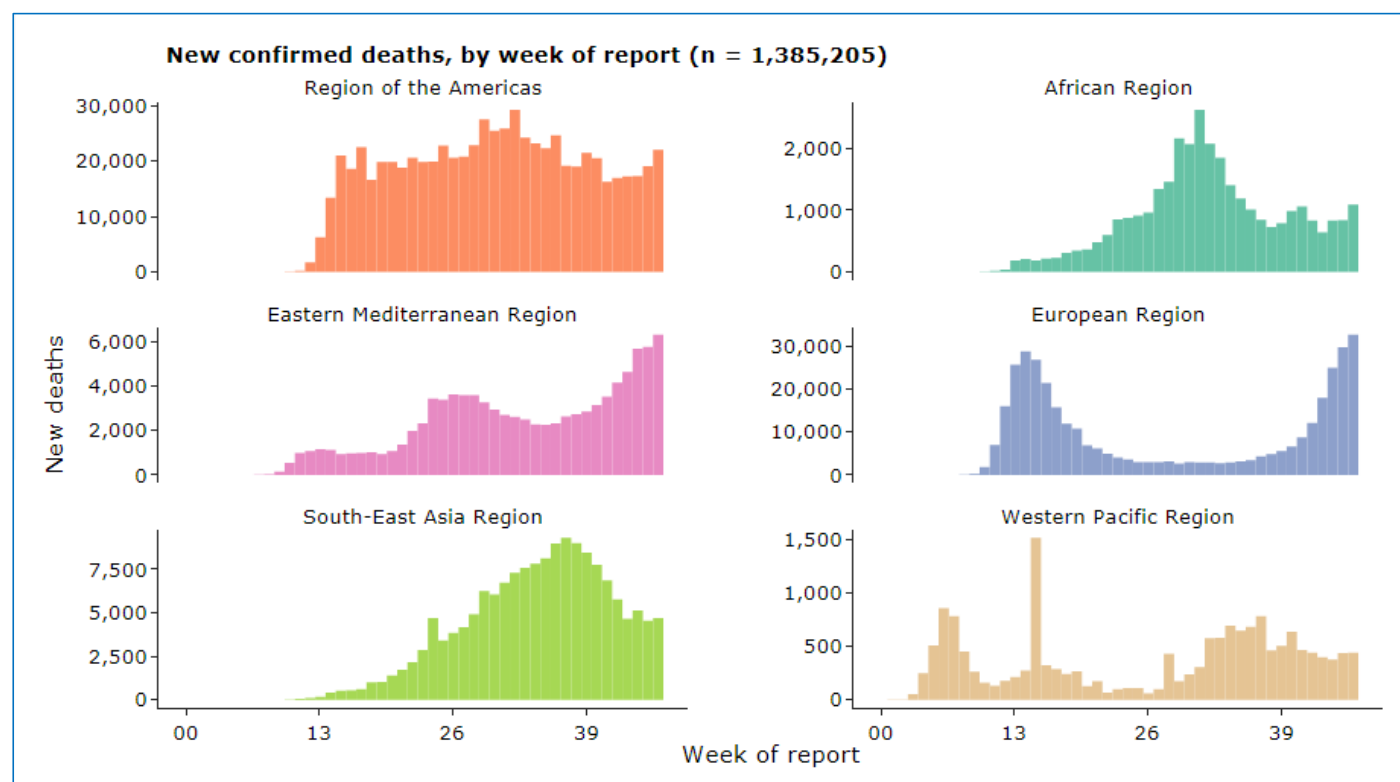 New confirmed deaths, by week of report (n = 1,385,205)
Region of the Americas
30,000
20,000
10,000
0
African Region
2,000
1,000
0
Eastern Mediterranean Region
6,000
4,000
2,000
0
European Region
30,000
20,000
10,000
0
New deaths
South-East Asia Region
7,500
5,000
2,500
0
00 13 26 39
Western Pacific Region
1,500
1,000
500
0
00 13 26 39
Week of report